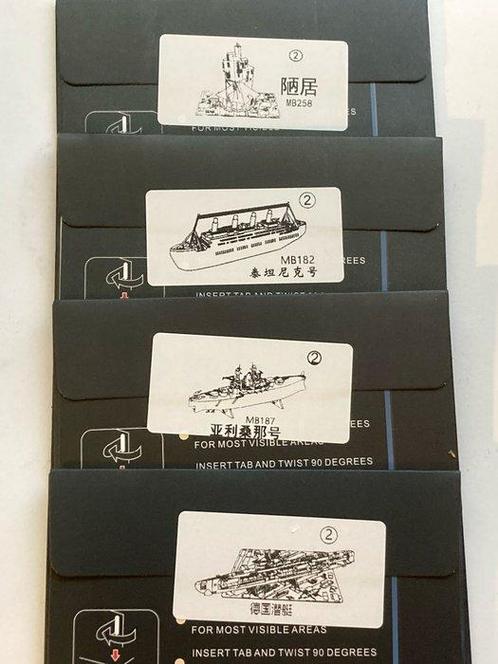 ②
陋居
MB258
FOR MOST VISIBLE
②
MB182
泰坦尼克号
REES
INSERT TAB AND TWIST
②
MB187
亚利桑那号
FOR MOST VISIBLE AREAS
INSERT TAB AND TWIST 90 DEGREES
②
德国潜艇
FOR MOST VISIBLE AREAS
INSERT TAB AND TWIST 90 DEGREES